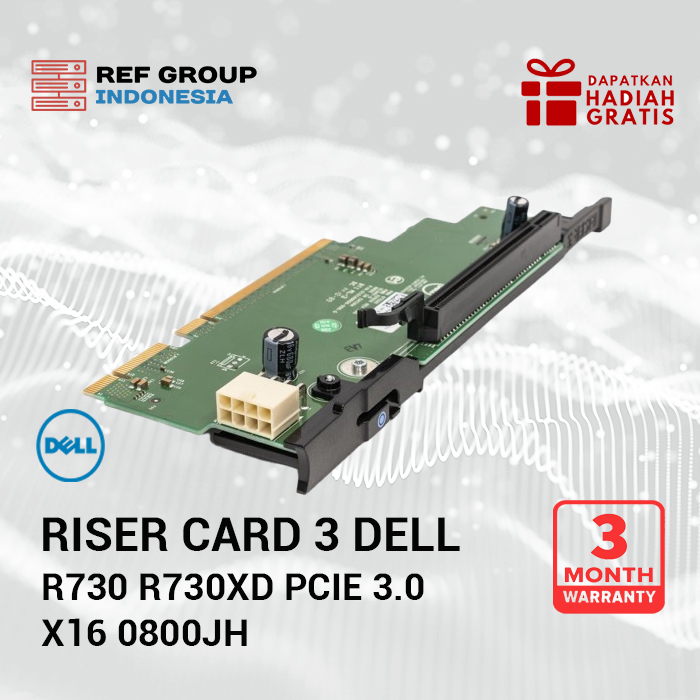 REF GROUP
INDONESIA
DAPATKAN
HADIAH
GRATIS
DELL
RISER CARD 3 DELL
R730 R730XD PCIE 3.0
X16 0800JH
3
MONTH
WARRANTY